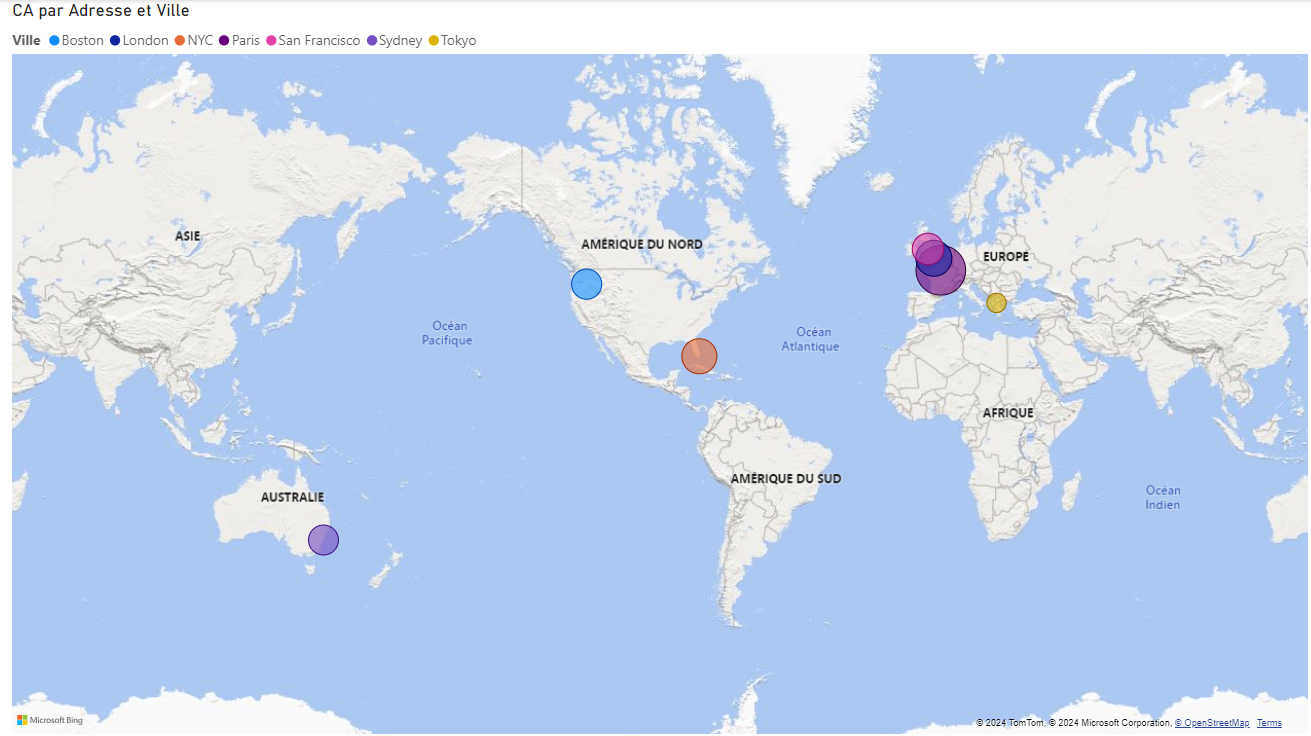 CA par Adresse et Ville
Ville Boston London NYC Paris San Francisco Sydney Tokyo
ASIE
AMÉRIQUE DU NORD
EUROPE
Océan
Pacifique
Océan
Atlantique
AFRIQUE
AMÉRIQUE DU SUD
AUSTRALIE
Océan
Indien
Microsoft Bing
© 2024 TomTom, © 2024 Microsoft Corporation, © OpenStreetMap Terms